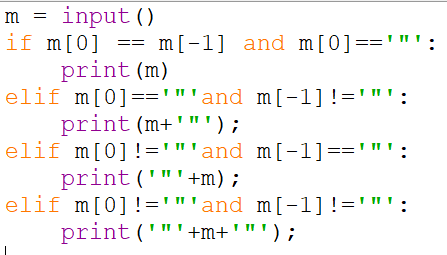 m = input()
if m[0] == m[-1] and m[0]=='"':
    print(m)
elif m[0]=='"'and m[-1]!='"':
    print(m+'"');
elif m[0]!='"'and m[-1]=='"':
    print('"'+m);
elif m[0]!='"'and m[-1]!='"':
    print('"'+m+'"');